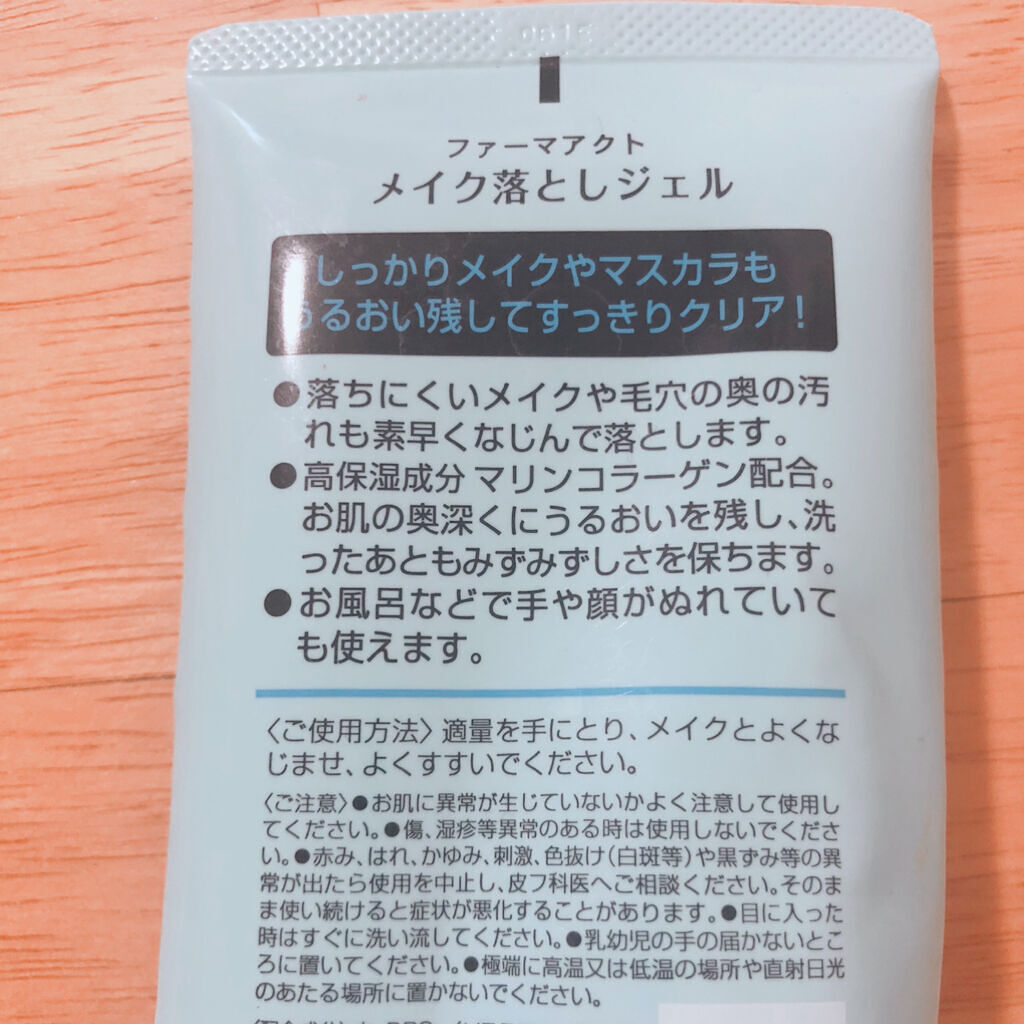 ファーマアクト
メイク落としジェル
しっかりメイクやマスカラも
うるおい残してすっきりクリア!
●落ちにくいメイクや毛穴の奥の汚
れも素早くなじんで落とします。
●高保湿成分 マリンコラーゲン配合。
お肌の奥深くにうるおいを残し、洗
ったあともみずみずしさを保ちます。
●お風呂などで手や顔がぬれていて
も使えます。
〈ご使用方法〉適量を手にとり、メイクとよくな
じませ、よくすすいでください。
〈ご注意〉●お肌に異常が生じていないかよく注意して使用し
てください。●傷、湿疹等異常のある時は使用しないでくださ
い。●赤み、はれ、かゆみ、刺激、色抜け(白斑等)や黒ずみ等の異
常が出たら使用を中止し、皮フ科医へご相談ください。そのま
ま使い続けると症状が悪化することがあります。●目に入った
時はすぐに洗い流してください。●乳幼児の手の届かないとこ
ろに置いてください。●極端に高温又は低温の場所や直射日光
のあたる場所に置かないでください。